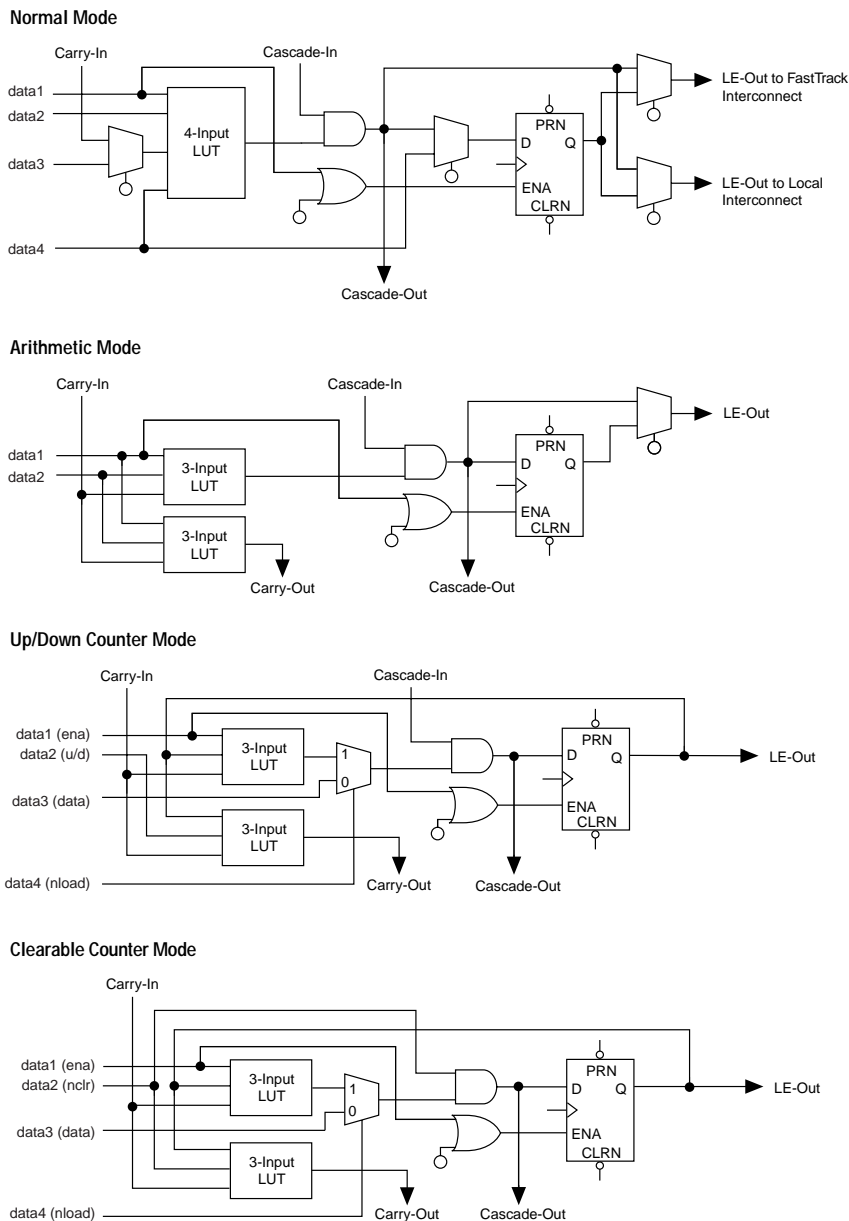 Normal Mode
Carry-In
Cascade-In
data1
data2
data3
data4
4-Input
LUT
PRN
D
Q
ENA
CLRN
LE-Out to FastTrack
Interconnect
LE-Out to Local
Interconnect
Cascade-Out
Arithmetic Mode
Carry-In
Cascade-In
data1
data2
3-Input
LUT
3-Input
LUT
Carry-Out
PRN
D
Q
ENA
CLRN
LE-Out
Cascade-Out
Up/Down Counter Mode
Carry-In
Cascade-In
data1 (ena)
data2 (u/d)
data3 (data)
data4 (nload)
3-Input
LUT
3-Input
LUT
1
0
PRN
D
Q
ENA
CLRN
LE-Out
Carry-Out
Cascade-Out
Clearable Counter Mode
Carry-In
data1 (ena)
data2 (nclr)
data3 (data)
data4 (nload)
3-Input
LUT
3-Input
LUT
1
0
PRN
D
Q
ENA
CLRN
LE-Out
Carry-Out
Cascade-Out